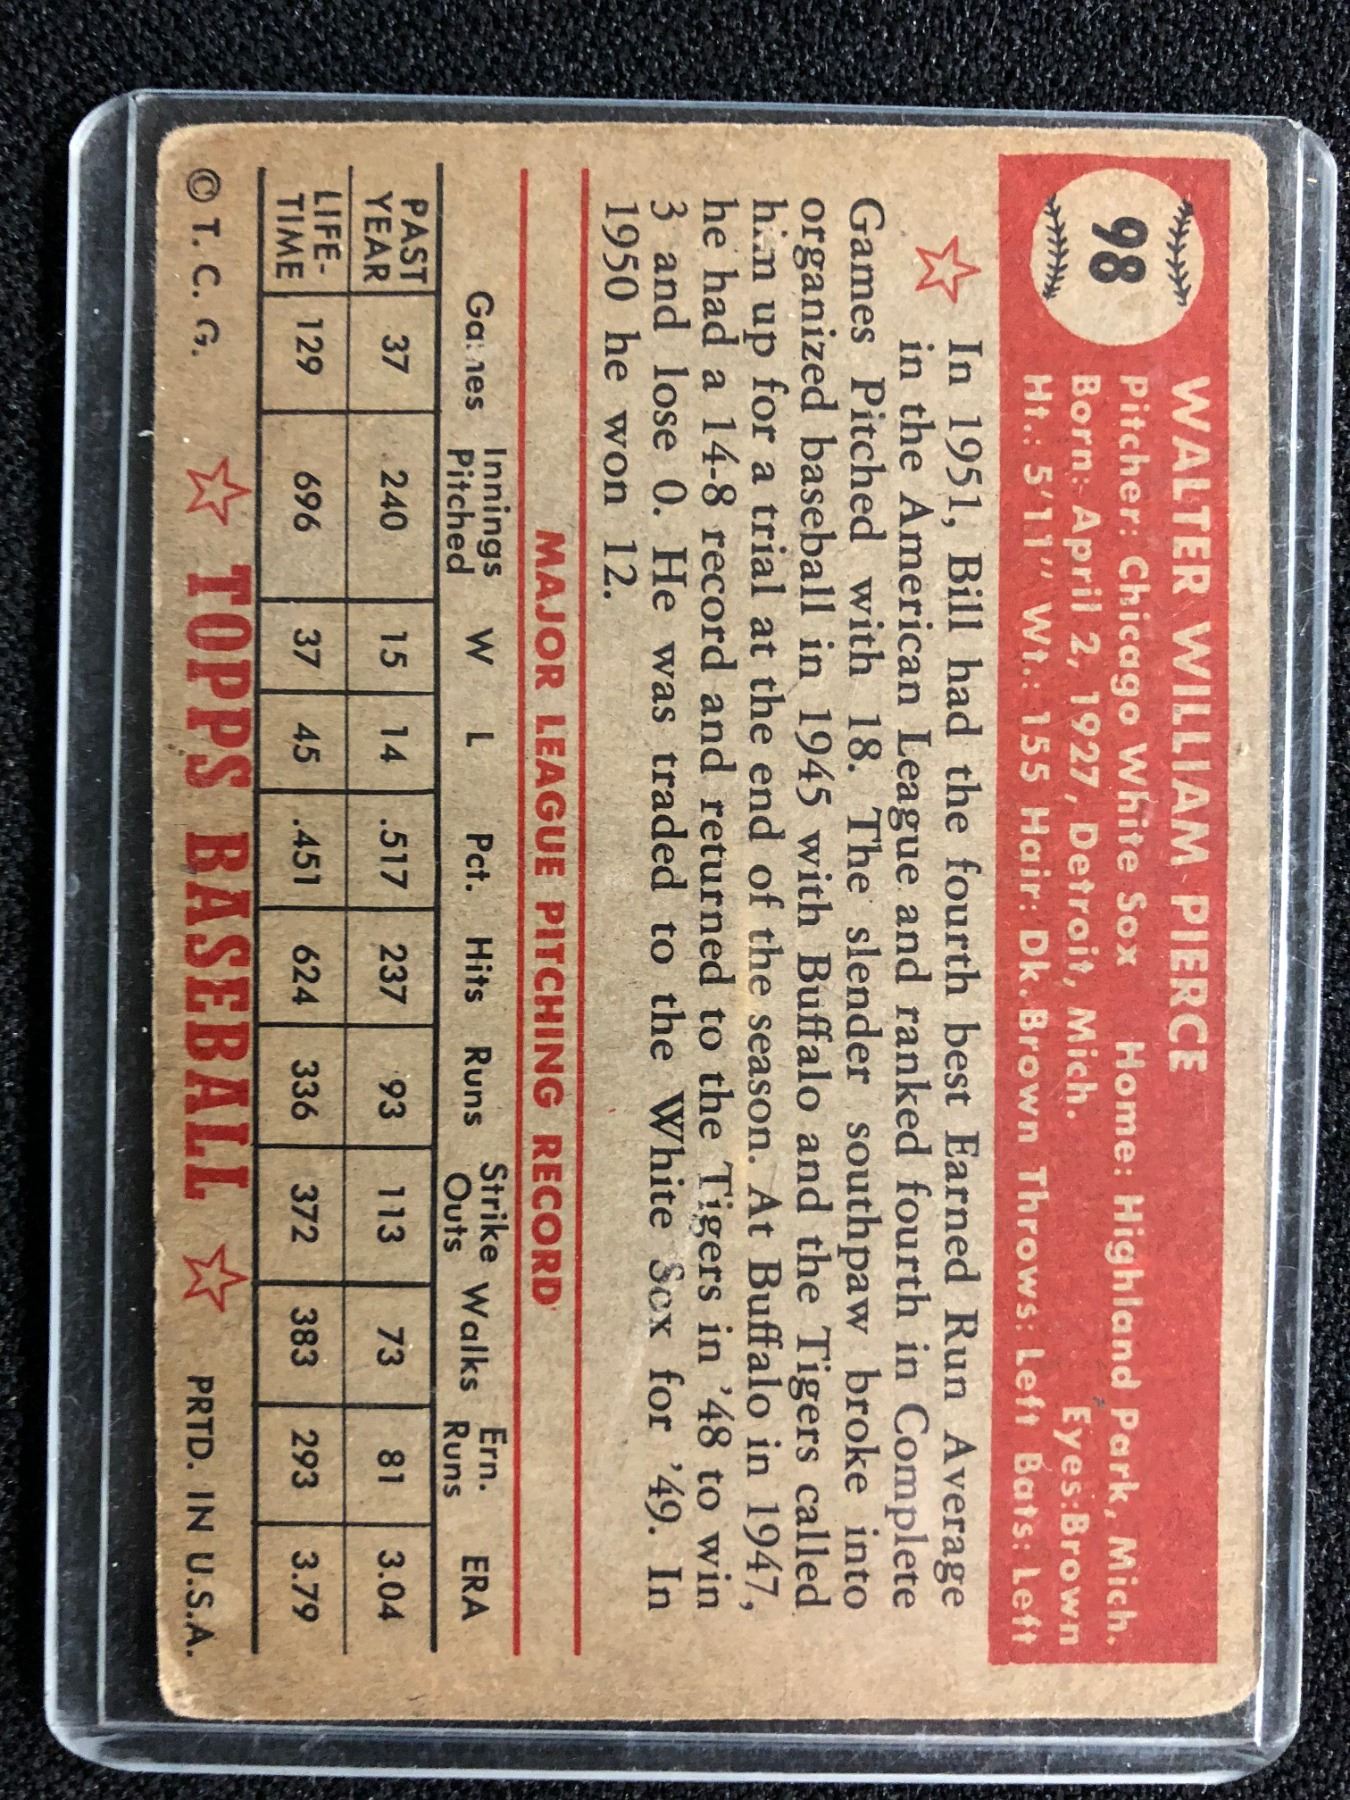 98
WALTER WILLIAM PIERCE
Pitcher: Chicago White Sox Home: Highland Park, Mich.
Born: April 2, 1927, Detroit, Mich. Eyes:Brown
Ht.: 5'11" Wt.: 155 Hair: Dk. Brown Throws: Left Bats: Left
In 1951, Bill had the fourth best Earned Run Average
in the American League and ranked fourth in Complete
Games Pitched with 18. The slender southpaw broke into
organized baseball in 1945 with Buffalo and the Tigers called
him up for a trial at the end of the season. At Buffalo in 1947,
he had a 14-8 record and returned to the Tigers in '48 to win
3 and lose 0. He was traded to the White Sox for '49. In
1950 he won 12.
MAJOR LEAGUE PITCHING RECORD
Games Innings Pitched W L Pct. Hits Runs Strike Outs Walks Ern. Runs ERA
PAST YEAR 37 240 15 14 .517 237 93 113 73 81 3.04
LIFE-TIME 129 696 37 45 .451 624 336 372 383 293 3.79
© T. C. G. TOPPS BASEBALL PRTD. IN U.S.A.